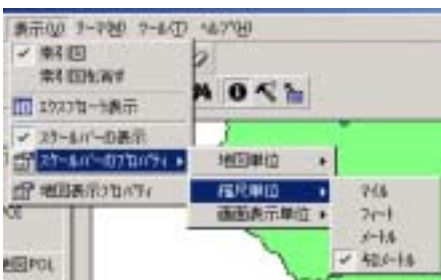 表示(V) テーマ(M) ツール(T) ヘルプ(H)
索引図
索引図を消す
エクスプローラ表示
スケールバーの表示
スケールバーのプロパティ
地図表示プロパティ
地図単位
縮尺単位
画面表示単位
マイル
フィート
メートル
キロメートル